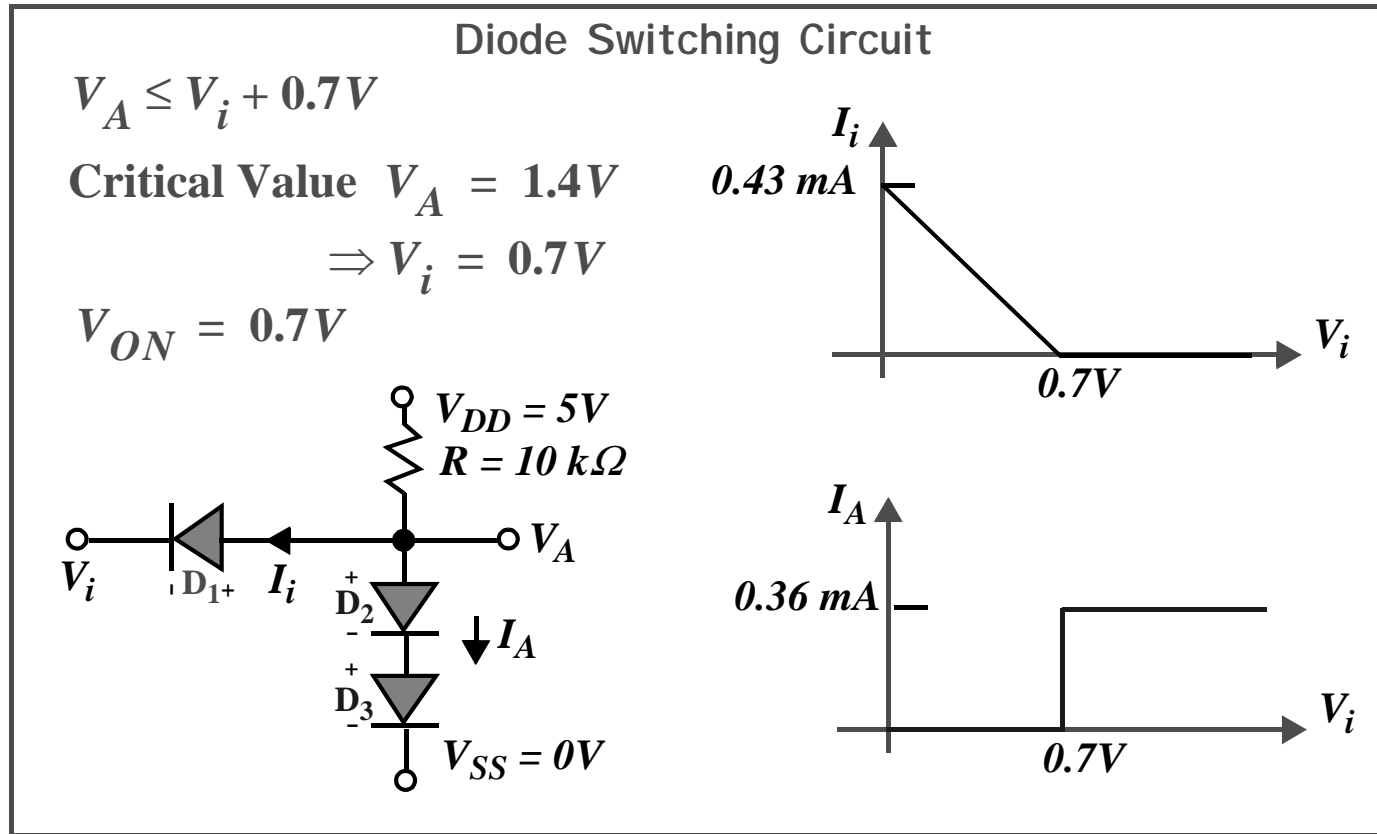 Diode Switching Circuit
V_A ≤ V_i + 0.7V
Critical Value V_A = 1.4V
⇒ V_i = 0.7V
V_ON = 0.7V
I_i
0.43 mA
V_i
0.7V
V_DD = 5V
R = 10 kΩ
V_i
- D_1 +
I_i
V_A
+
D_2
-
I_A
+
D_3
-
V_SS = 0V
I_A
0.36 mA
V_i
0.7V